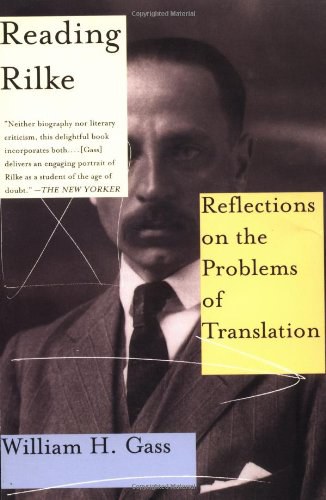 Reading
Rilke
"Neither biography nor literary
criticism, this delightful book
incorporates both....[Gass]
delivers an engaging portrait of
Rilke as a student of the age of
doubt." —THE NEW YORKER
Reflections
on the
Problems
of
Translation
William H. Gass